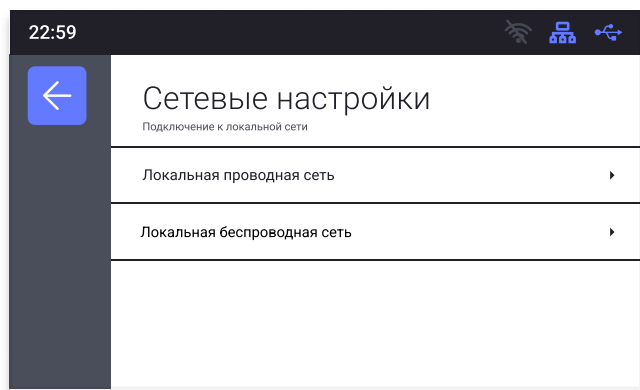 22:59
Сетевые настройки
Подключение к локальной сети
Локальная проводная сеть
Локальная беспроводная сеть